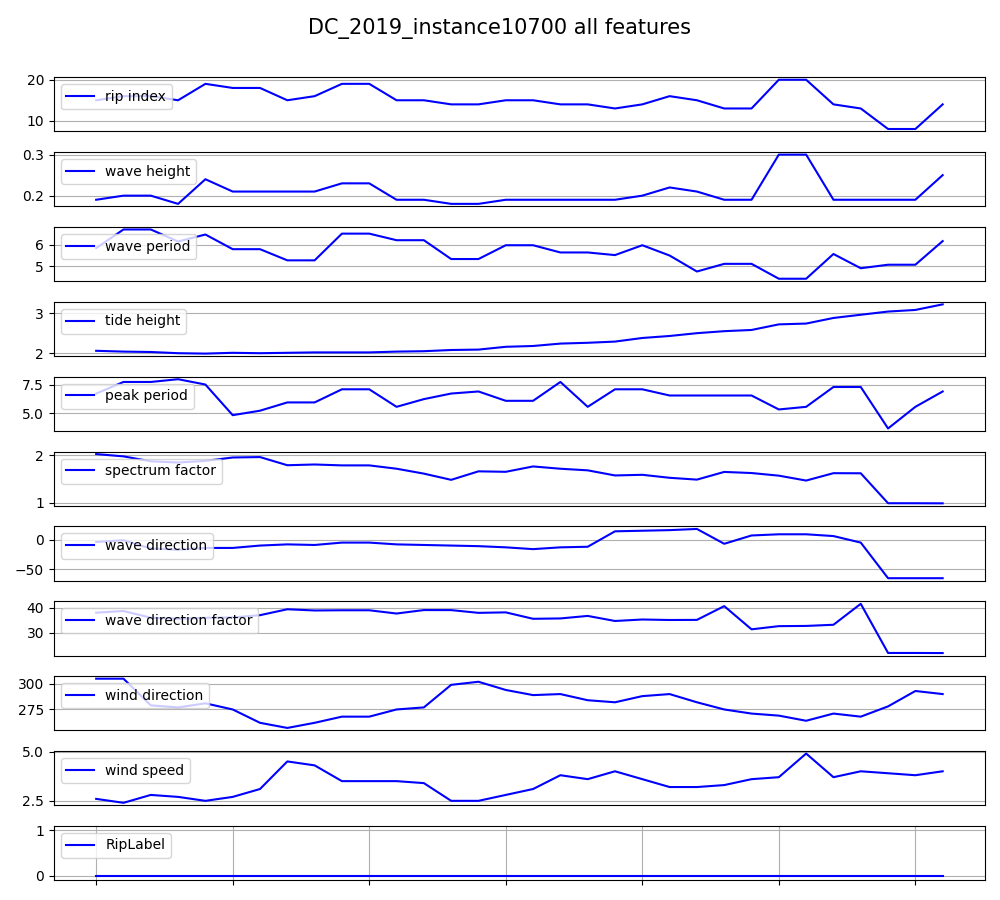 DC_2019_instance10700 all features
20
10
rip index
0.3
0.2
wave height
6
5
wave period
3
2
tide height
7.5
5.0
peak period
2
1
spectrum factor
0
−50
wave direction
40
30
wave direction factor
300
275
wind direction
5.0
2.5
wind speed
1
0
RipLabel